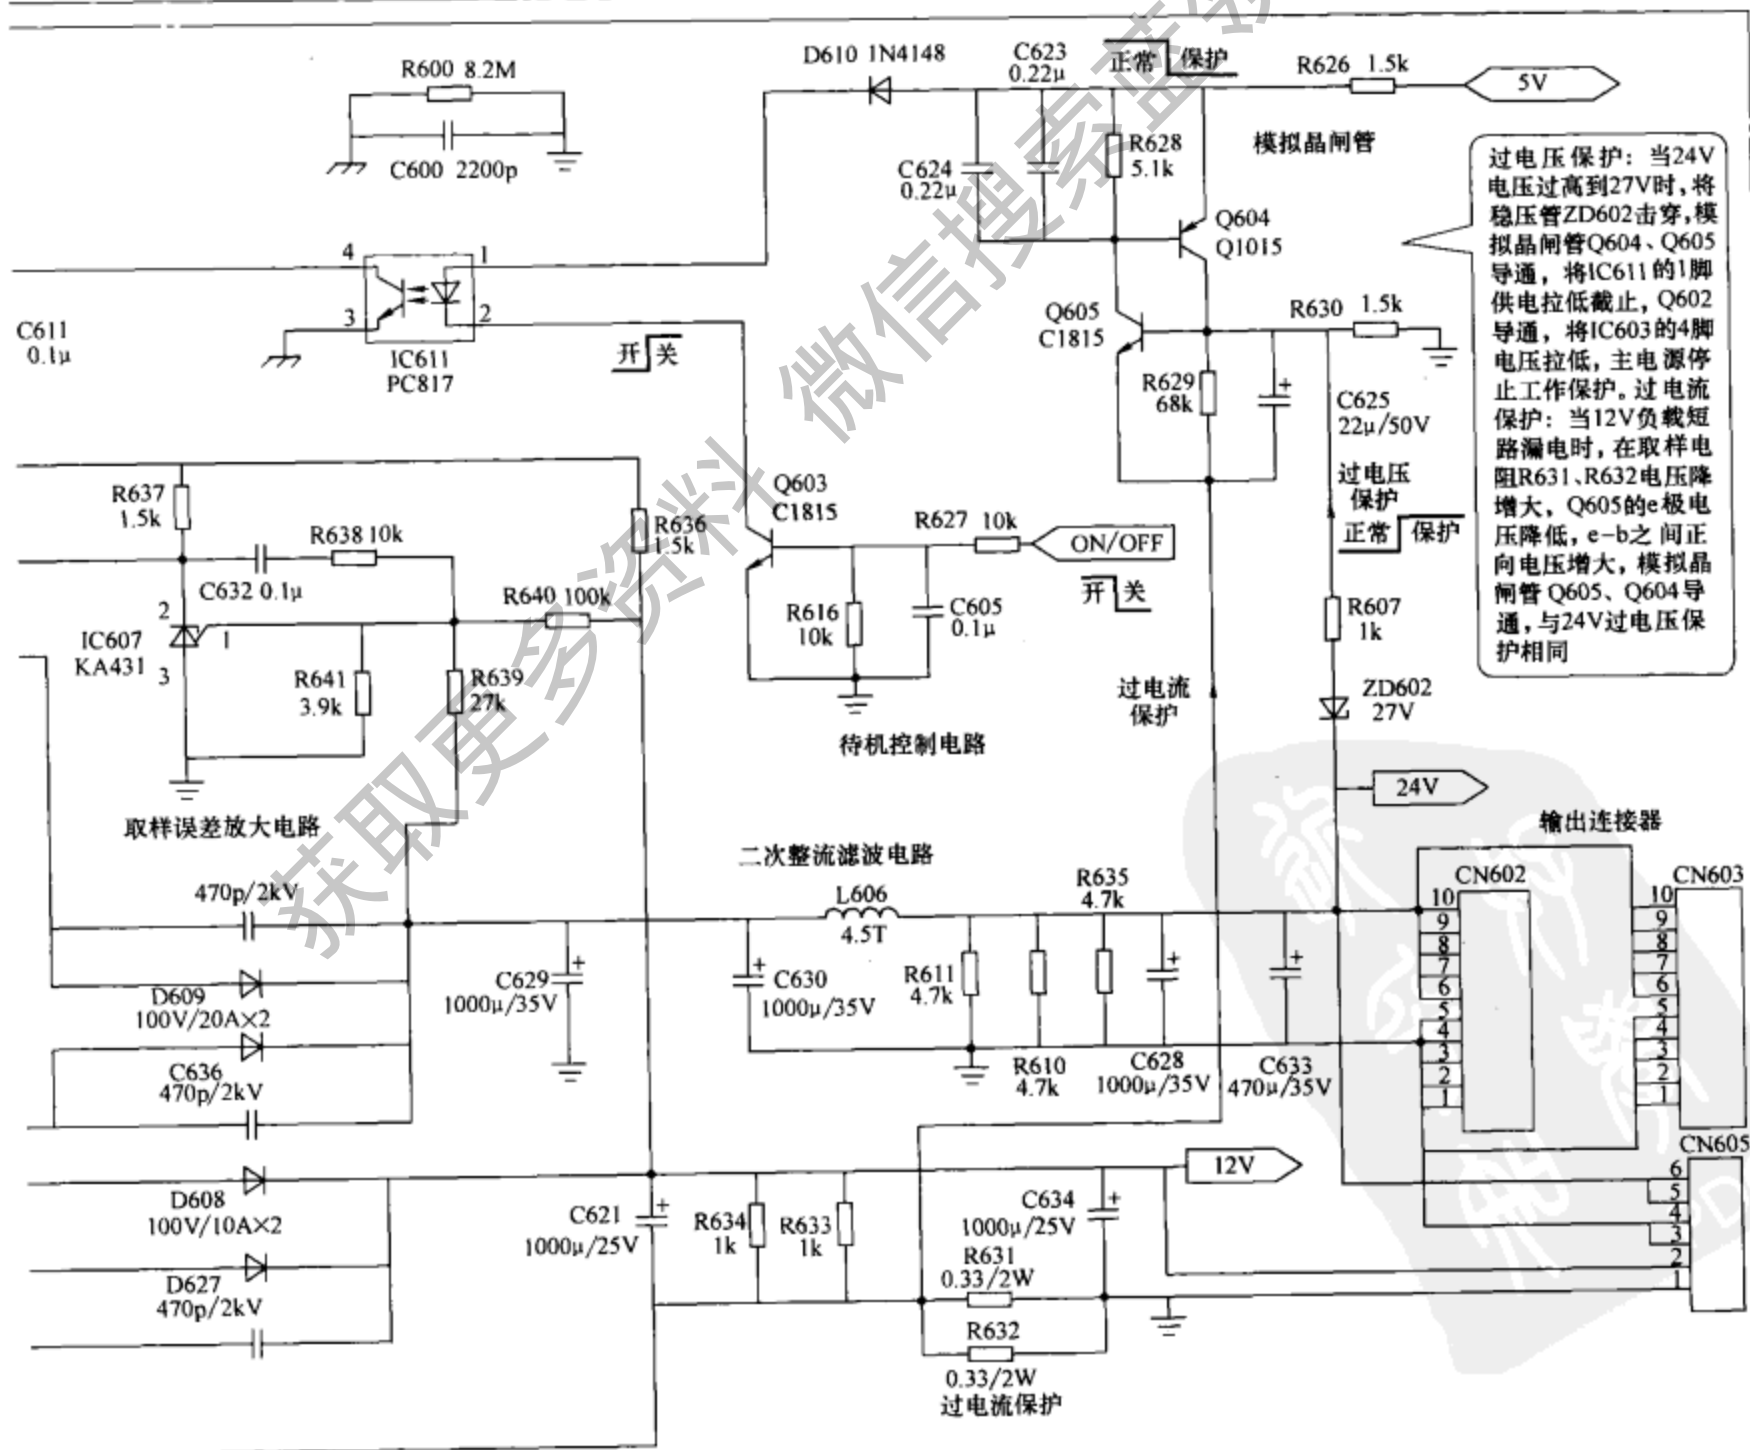 D610 1N4148
C623
0.22μ
正常
保护
R626 1.5k
5V
R600 8.2M
C600 2200p
C624
0.22μ
R628
5.1k
模拟晶闸管
Q604
Q1015
过电压保护：当24V
电压过高到27V时，将
稳压管ZD602击穿，模
拟晶闸管Q604、Q605
导通，将IC611的1脚
供电拉低截止，Q602
导通，将IC603的4脚
电压拉低，主电源停
止工作保护。过电流
保护：当12V负载短
路漏电时，在取样电
阻R631、R632电压降
增大，Q605的e极电
压降低，e-b之间正
向电压增大，模拟晶
闸管Q605、Q604导
通，与24V过电压保
护相同
4
1
3
2
IC611
PC817
C611
0.1μ
开
关
Q605
C1815
R630 1.5k
R629
68k
C625
22μ/50V
过电压
保护
正常
保护
R637
1.5k
R638 10k
C632 0.1μ
R636
1.5k
R640 100k
Q603
C1815
R627 10k
ON/OFF
开
关
R616
10k
C605
0.1μ
R607
1k
2
1
3
IC607
KA431
R641
3.9k
R639
27k
过电流
保护
ZD602
27V
待机控制电路
24V
取样误差放大电路
二次整流滤波电路
输出连接器
470p/2kV
L606
4.5T
R635
4.7k
CN602
CN603
10
9
8
7
6
5
4
3
2
1
10
9
8
7
6
5
4
3
2
1
D609
100V/20A×2
C629
1000μ/35V
C630
1000μ/35V
R611
4.7k
C636
470p/2kV
R610
4.7k
C628
1000μ/35V
C633
470μ/35V
CN605
6
5
4
3
2
1
12V
D608
100V/10A×2
C621
1000μ/25V
R634
1k
R633
1k
C634
1000μ/25V
D627
470p/2kV
R631
0.33/2W
R632
0.33/2W
过电流保护
获取更多资料 微信搜索蓝领